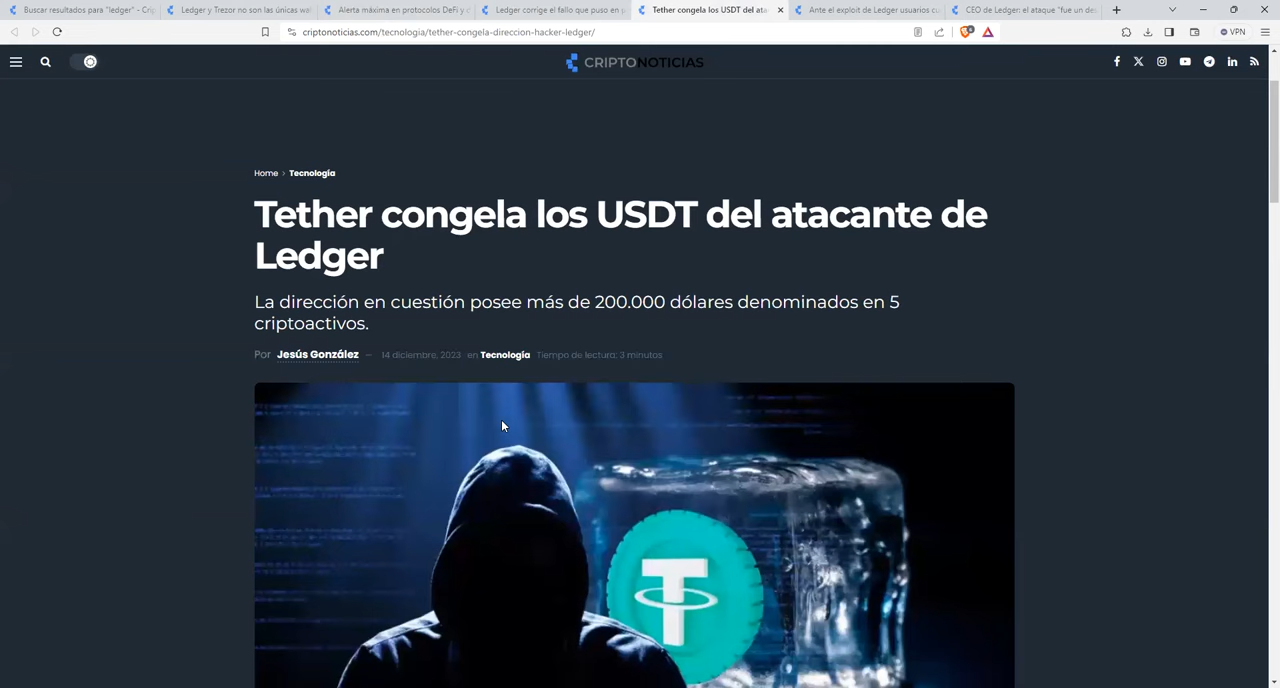 Buscar resultados para "ledger" - Cri
Ledger y Trezor no son las únicas wa
Alerta máxima en protocolos DeFi y c
Ledger corrige el fallo que puso en
Tether congela los USDT del ata
Ante el exploit de Ledger usuarios cu
CEO de Ledger: el ataque "fue un des
criptonoticias.com/tecnologia/tether-congela-direccion-hacker-ledger/
VPN
CRIPTONOTICIAS
Home > Tecnología
Tether congela los USDT del atacante de
Ledger
La dirección en cuestión posee más de 200.000 dólares denominados en 5
criptoactivos.
Por Jesús González — 14 diciembre, 2023 en Tecnología Tiempo de lectura: 3 minutos